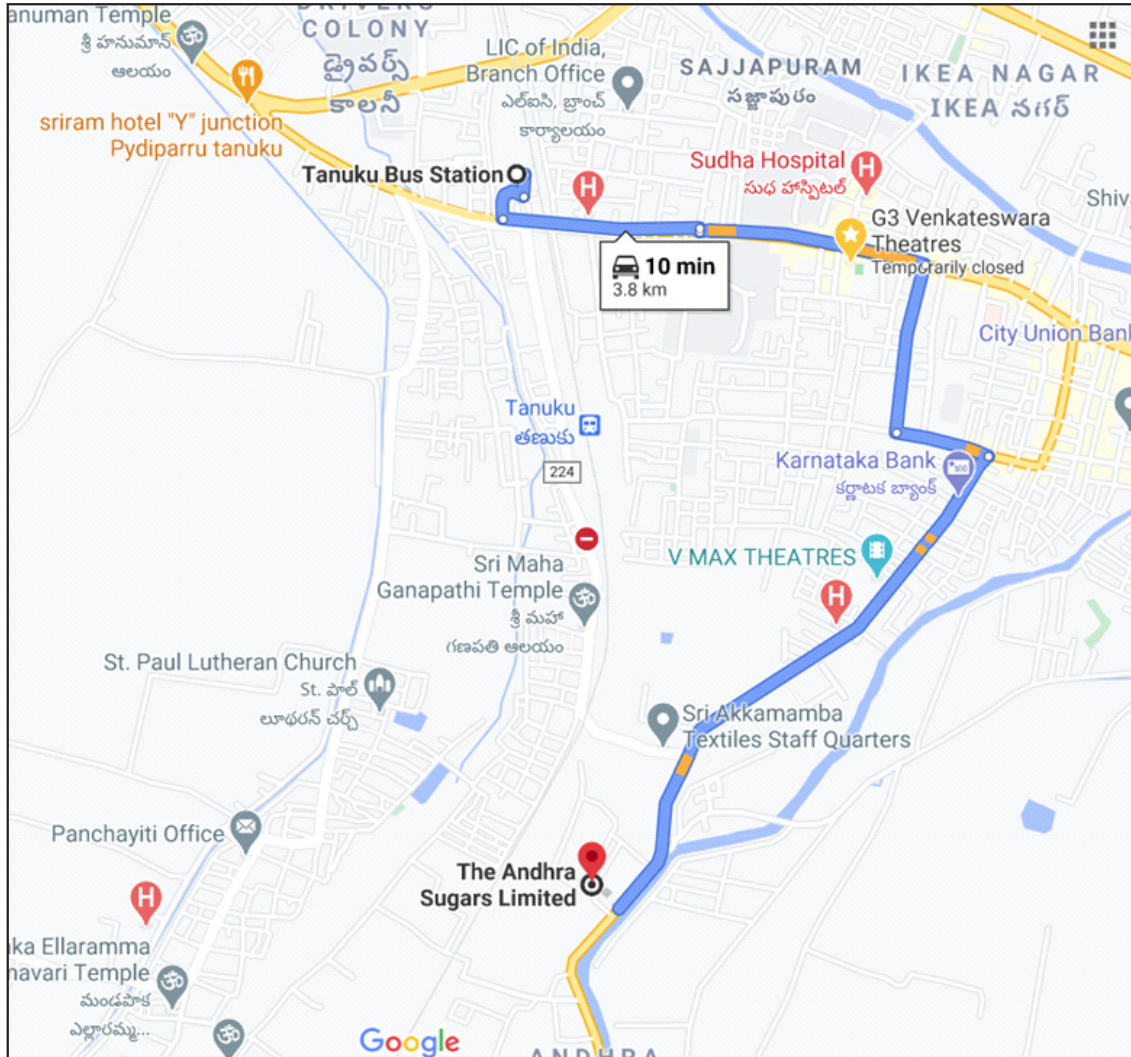 DRIVERS
COLONY
డ్రైవర్స్
కాలనీ
anuman Temple
శ్రీ హనుమాన్
ఆలయం
LIC of India,
Branch Office
ఎల్ఐసి, బ్రాంచ్
కార్యాలయం
SAJJAPURAM
సజ్జాపురం
IKEA NAGAR
IKEA నగర్
sriram hotel "Y" junction
Pydiparru tanuku
Tanuku Bus Station
H
Sudha Hospital
సుధ హాస్పిటల్
H
Shiva
G3 Venkateswara
Theatres
Temporarily closed
10 min
3.8 km
City Union Bank
Tanuku
తణుకు
224
Karnataka Bank
కర్ణాటక బ్యాంక్
V MAX THEATRES
H
Sri Maha
Ganapathi Temple
శ్రీ మహా
గణపతి ఆలయం
St. Paul Lutheran Church
St. పాల్
లూథరన్ చర్చ్
Sri Akkamamba
Textiles Staff Quarters
Panchayiti Office
The Andhra
Sugars Limited
H
aka Ellaramma
mavari Temple
మండపాక
ఎల్లారమ్మ...
Google
ANDHRA